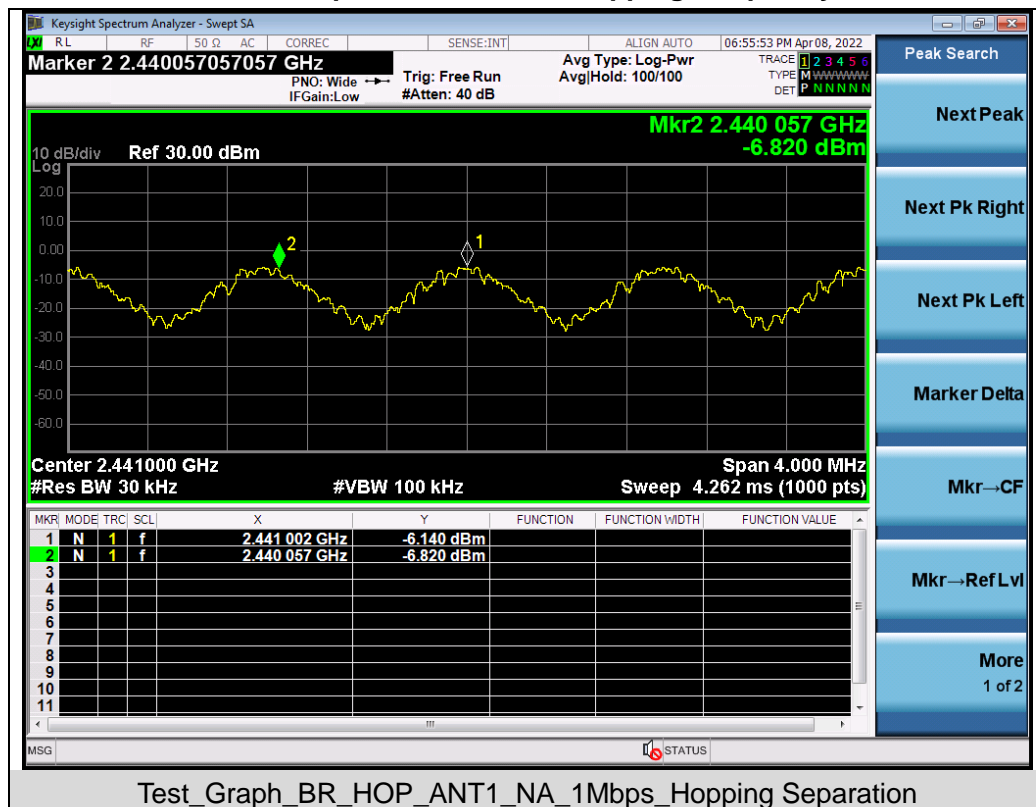 Keysight Spectrum Analyzer - Swept SA
LXI RL RF 50 Ω AC CORREC SENSE:INT ALIGN AUTO 06:55:53 PM Apr 08, 2022
Marker 2 2.440057057057 GHz
PNO: Wide
IFGain:Low
Trig: Free Run
#Atten: 40 dB
Avg Type: Log-Pwr
Avg|Hold: 100/100
TRACE 1 2 3 4 5 6
TYPE M WWWWW
DET P N N N N N
Mkr2 2.440 057 GHz
-6.820 dBm
10 dB/div Ref 30.00 dBm
Log
20.0
10.0
0.00
-10.0
-20.0
-30.0
-40.0
-50.0
-60.0
2
1
Center 2.441000 GHz Span 4.000 MHz
#Res BW 30 kHz #VBW 100 kHz Sweep 4.262 ms (1000 pts)
MKR MODE TRC SCL X Y FUNCTION FUNCTION WIDTH FUNCTION VALUE
1 N 1 f 2.441 002 GHz -6.140 dBm
2 N 1 f 2.440 057 GHz -6.820 dBm
3
4
5
6
7
8
9
10
11
MSG STATUS
Peak Search
Next Peak
Next Pk Right
Next Pk Left
Marker Delta
Mkr→CF
Mkr→Ref Lvl
More
1 of 2
Test_Graph_BR_HOP_ANT1_NA_1Mbps_Hopping Separation